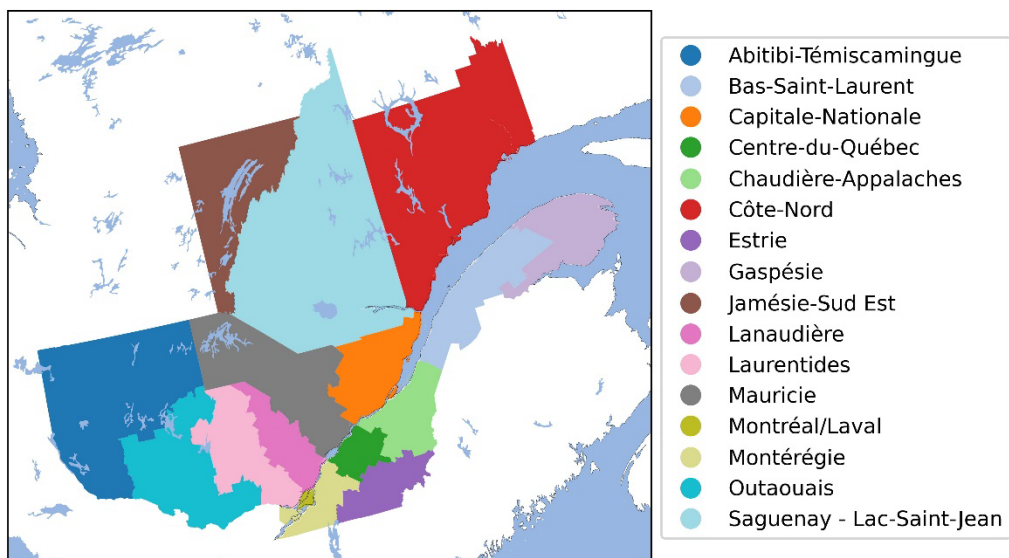 Abitibi-Témiscamingue
Bas-Saint-Laurent
Capitale-Nationale
Centre-du-Québec
Chaudière-Appalaches
Côte-Nord
Estrie
Gaspésie
Jamésie-Sud Est
Lanaudière
Laurentides
Mauricie
Montréal/Laval
Montérégie
Outaouais
Saguenay - Lac-Saint-Jean